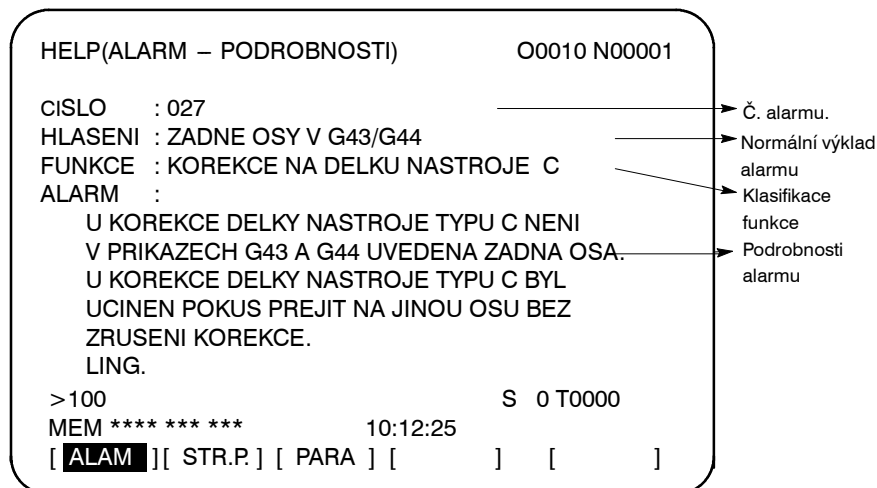 HELP(ALARM – PODROBNOSTI) O0010 N00001
CISLO : 027
HLASENI : ZADNE OSY V G43/G44
FUNKCE : KOREKCE NA DELKU NASTROJE C
ALARM :
U KOREKCE DELKY NASTROJE TYPU C NENI
V PRIKAZECH G43 A G44 UVEDENA ZADNA OSA.
U KOREKCE DELKY NASTROJE TYPU C BYL
UCINEN POKUS PREJIT NA JINOU OSU BEZ
ZRUSENI KOREKCE.
LING.
>100 S 0 T0000
MEM **** *** *** 10:12:25
[ ALAM ][ STR.P. ] [ PARA ] [ ] [ ]
Č. alarmu.
Normální výklad
alarmu
Klasifikace
funkce
Podrobnosti
alarmu